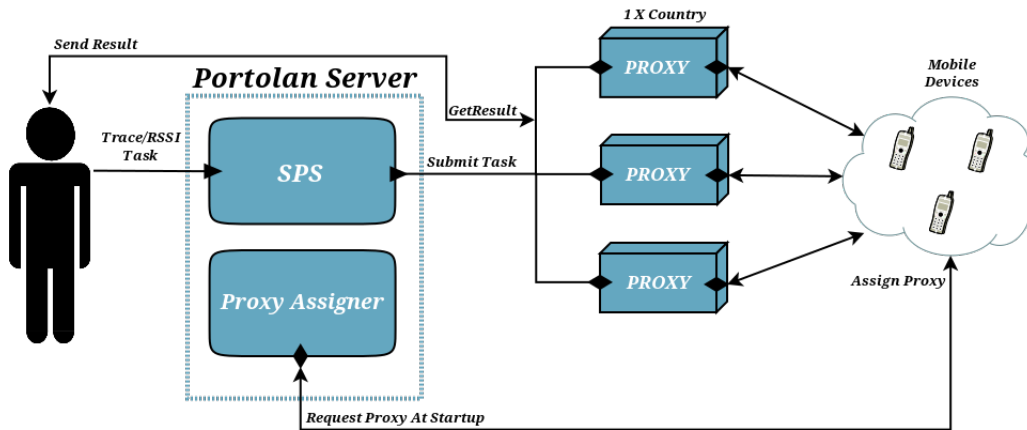 Send Result
1 X Country
Portolan Server
PROXY
Mobile
Devices
GetResult
Trace/RSSI
Task
SPS
Submit Task
PROXY
Proxy Assigner
PROXY
Assign Proxy
Request Proxy At Startup